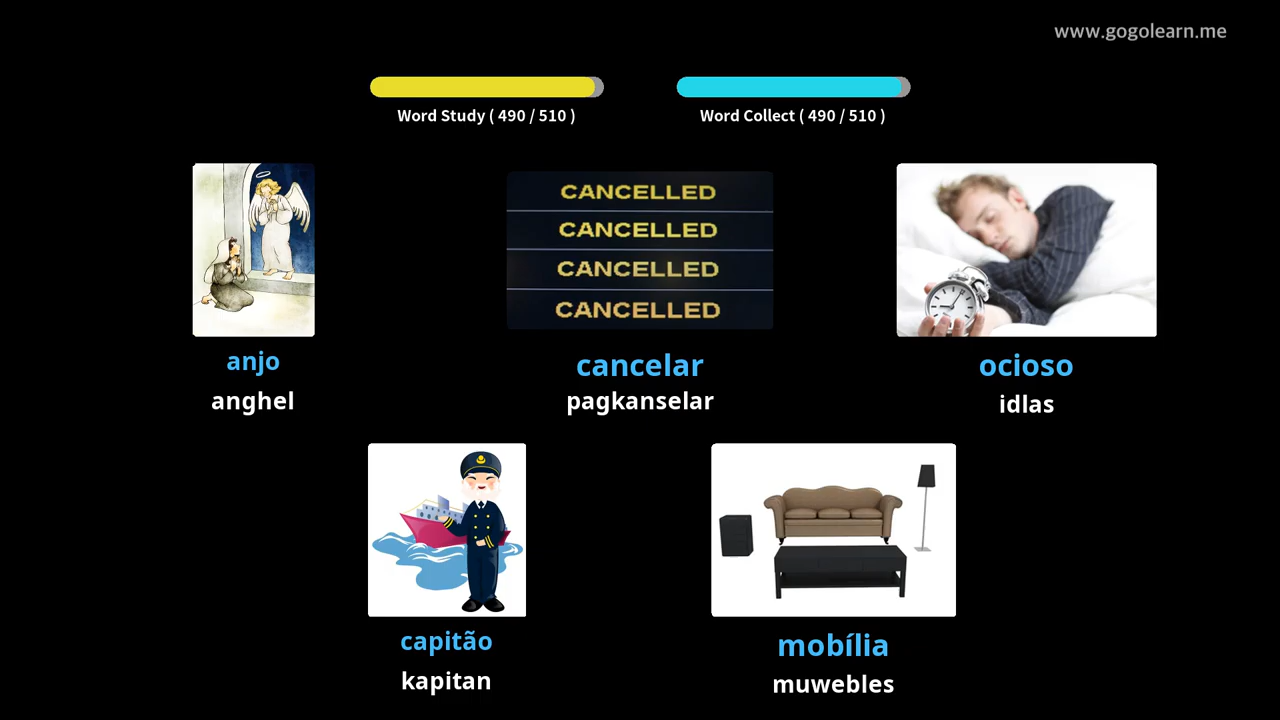 www.gogolearn.me
Word Study ( 490 / 510 )
Word Collect ( 490 / 510 )
CANCELLED
CANCELLED
CANCELLED
CANCELLED
anjo
anghel
cancelar
pagkanselar
ocioso
idlas
capitão
kapitan
mobília
muwebles